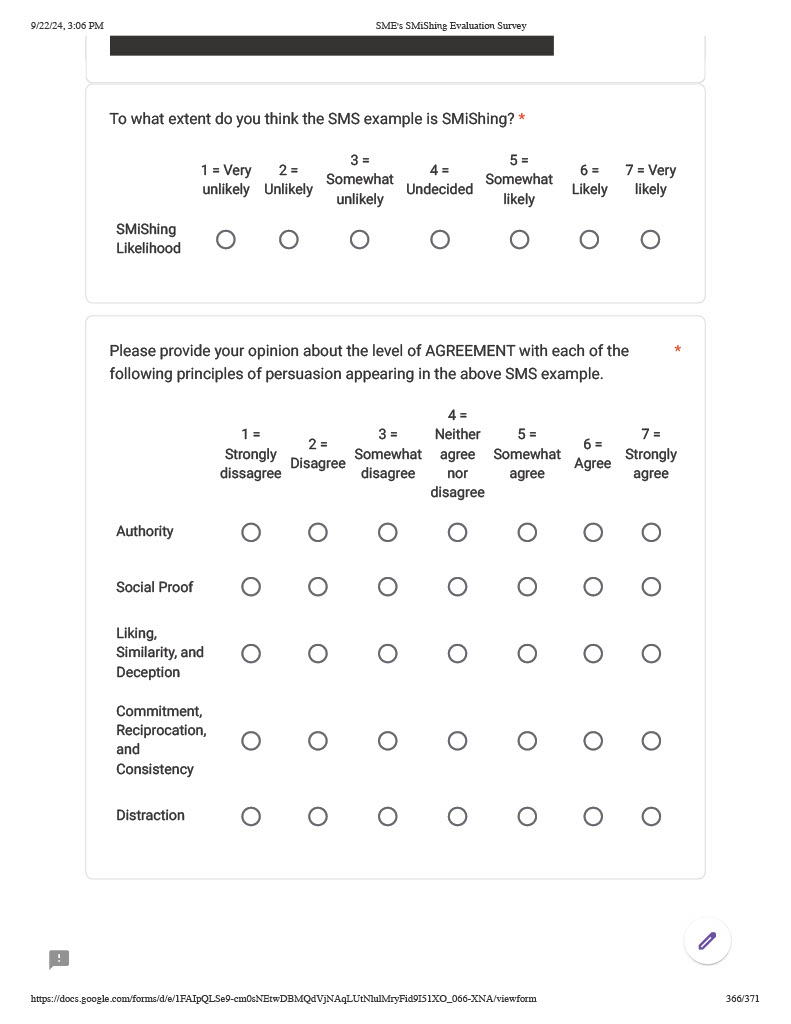 9/22/24, 3:06 PM SME's SMiShing Evaluation Survey
To what extent do you think the SMS example is SMiShing? *
1 = Very unlikely 2 = Unlikely 3 = Somewhat unlikely 4 = Undecided 5 = Somewhat likely 6 = Likely 7 = Very likely
SMiShing
Likelihood
Please provide your opinion about the level of AGREEMENT with each of the *
following principles of persuasion appearing in the above SMS example.
1 = Strongly dissagree 2 = Disagree 3 = Somewhat disagree 4 = Neither agree nor disagree 5 = Somewhat agree 6 = Agree 7 = Strongly agree
Authority
Social Proof
Liking,
Similarity, and
Deception
Commitment,
Reciprocation,
and
Consistency
Distraction
https://docs.google.com/forms/d/e/1FAIpQLSe9-cm0sNEtwDBMQdVjNAqLUtNlulMryFid9I51XO_066-XNA/viewform 366/371